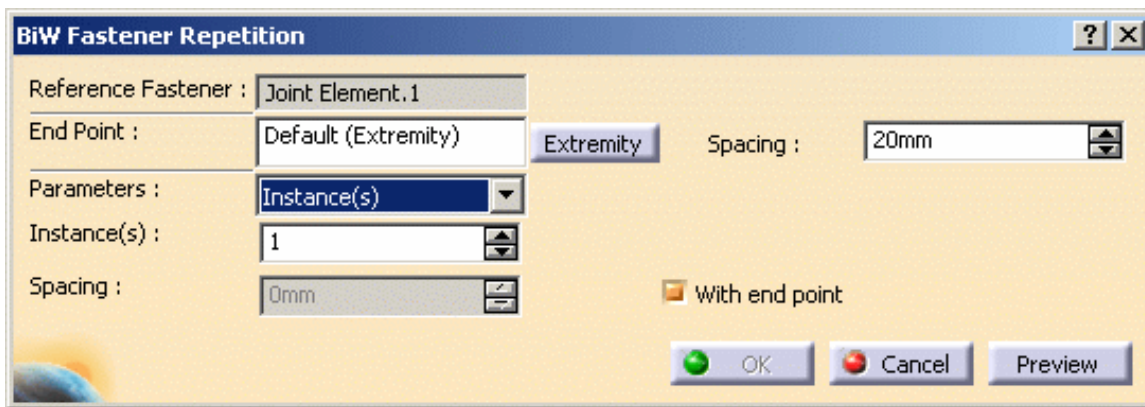 BiW Fastener Repetition
Reference Fastener : Joint Element.1
End Point : Default (Extremity) Extremity Spacing : 20mm
Parameters : Instance(s)
Instance(s) : 1
Spacing : 0mm With end point
OK Cancel Preview